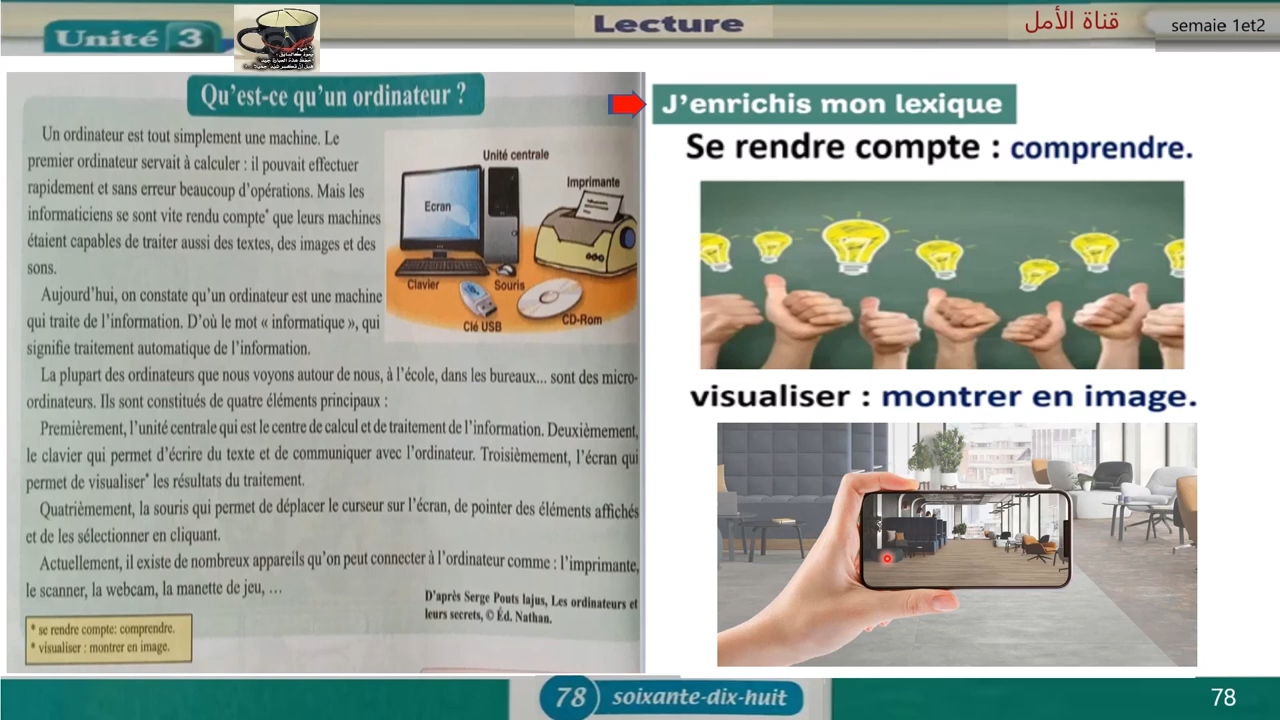 Unité 3
Lecture
قناة الأمل
semaie 1et2
Qu'est-ce qu'un ordinateur ?
Un ordinateur est tout simplement une machine. Le
premier ordinateur servait à calculer : il pouvait effectuer
rapidement et sans erreur beaucoup d'opérations. Mais les
informaticiens se sont vite rendu compte* que leurs machines
étaient capables de traiter aussi des textes, des images et des
sons.
Aujourd'hui, on constate qu'un ordinateur est une machine
qui traite de l'information. D'où le mot « informatique », qui
signifie traitement automatique de l'information.
La plupart des ordinateurs que nous voyons autour de nous, à l'école, dans les bureaux... sont des micro-
ordinateurs. Ils sont constitués de quatre éléments principaux :
Premièrement, l'unité centrale qui est le centre de calcul et de traitement de l'information. Deuxièmement,
le clavier qui permet d'écrire du texte et de communiquer avec l'ordinateur. Troisièmement, l'écran qui
permet de visualiser* les résultats du traitement.
Quatrièmement, la souris qui permet de déplacer le curseur sur l'écran, de pointer des éléments affichés
et de les sélectionner en cliquant.
Actuellement, il existe de nombreux appareils qu'on peut connecter à l'ordinateur comme : l'imprimante,
le scanner, la webcam, la manette de jeu, …
D'après Serge Pouts lajus, Les ordinateurs et
leurs secrets, © Éd. Nathan.
* se rendre compte: comprendre.
* visualiser : montrer en image.
Unité centrale
Imprimante
Ecran
Clavier
Souris
Clé USB
CD-Rom
J'enrichis mon lexique
Se rendre compte : comprendre.
visualiser : montrer en image.
78 soixante-dix-huit
78